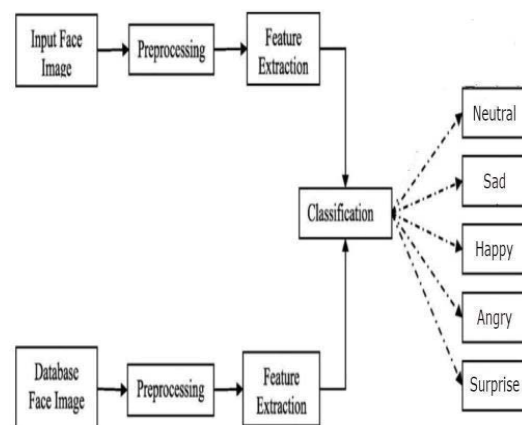 Input Face
Image
Preprocessing
Feature
Extraction
Neutral
Sad
Classification
Happy
Angry
Database
Face Image
Preprocessing
Feature
Extraction
Surprise